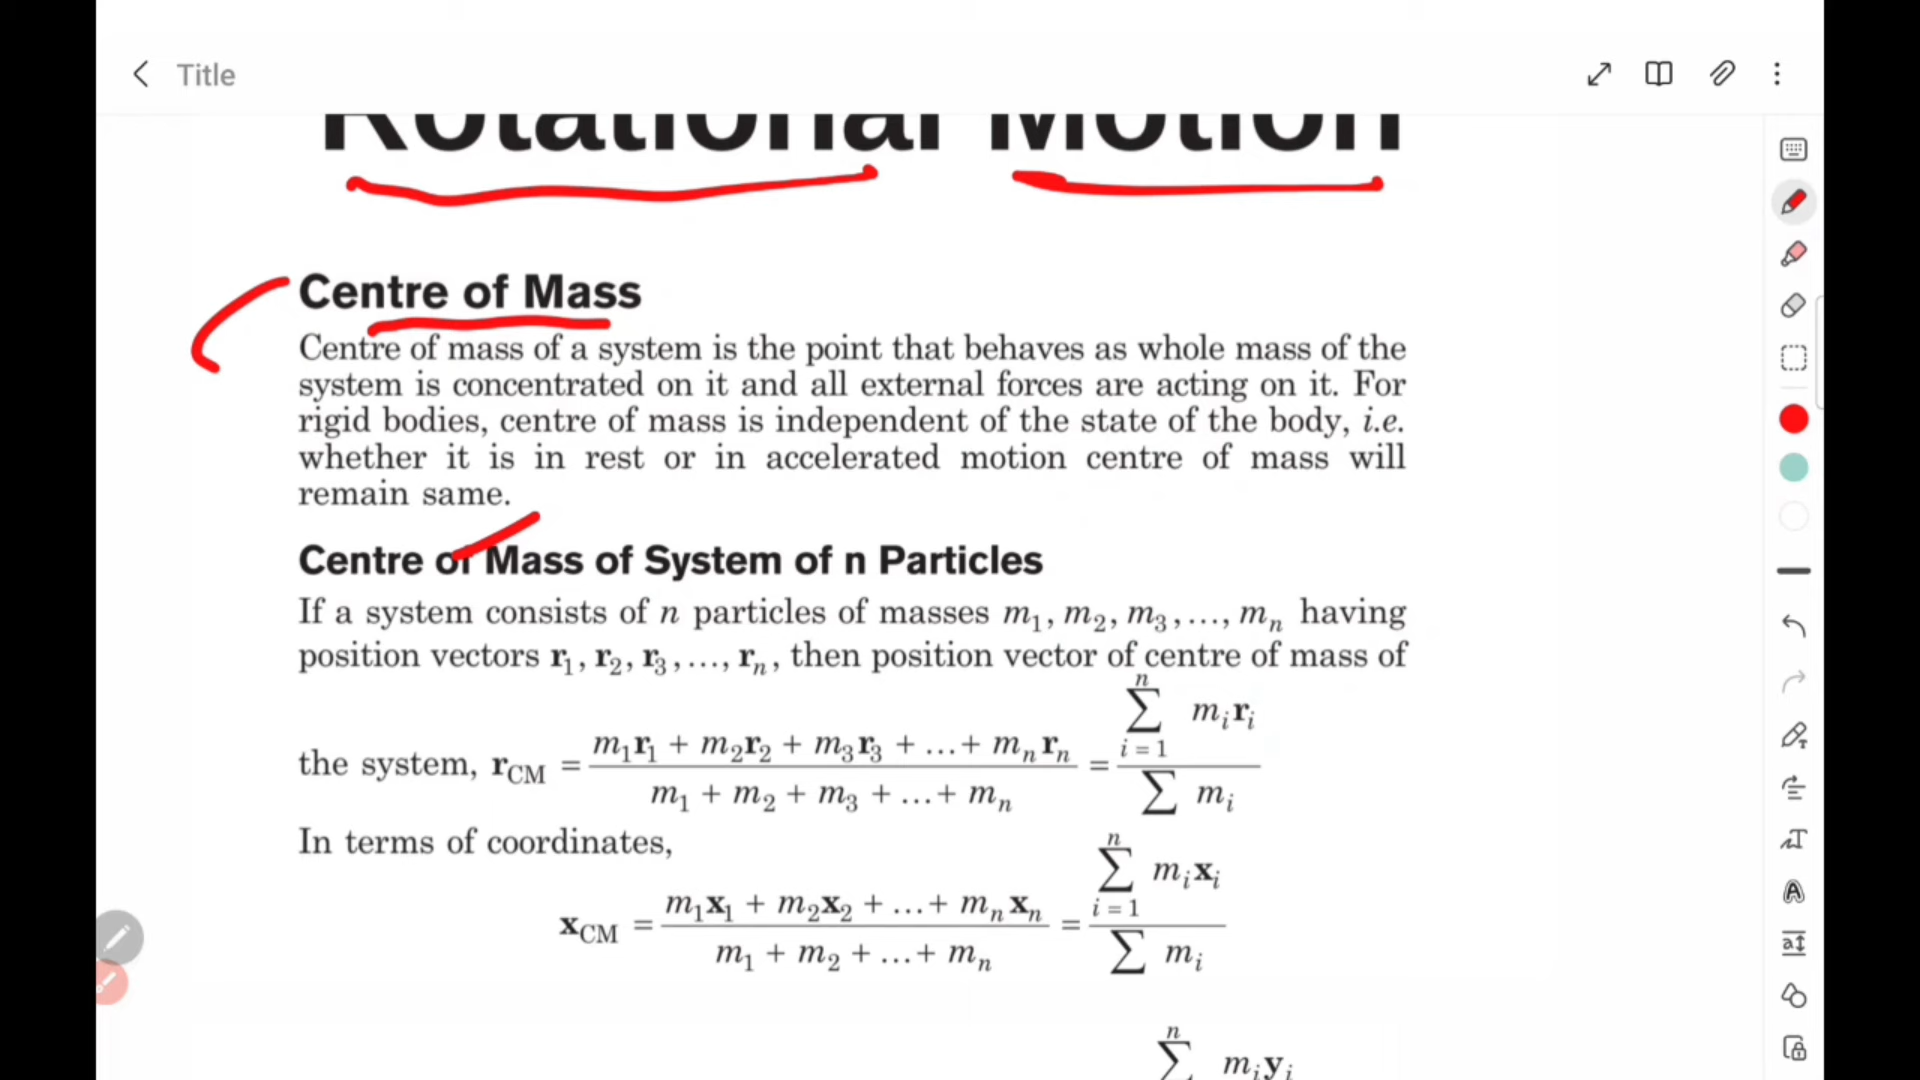 Title
Rotational Motion
Centre of Mass
Centre of mass of a system is the point that behaves as whole mass of the
system is concentrated on it and all external forces are acting on it. For
rigid bodies, centre of mass is independent of the state of the body, i.e.
whether it is in rest or in accelerated motion centre of mass will
remain same.
Centre of Mass of System of n Particles
If a system consists of n particles of masses m₁, m₂, m₃, ..., mₙ having
position vectors r₁, r₂, r₃, ..., rₙ, then position vector of centre of mass of
the system, r_CM = (m₁r₁ + m₂r₂ + m₃r₃ + ...+ mₙrₙ) / (m₁ + m₂ + m₃ + ...+ mₙ) = (∑_{i = 1}^{n} mᵢrᵢ) / (∑ mᵢ)
In terms of coordinates,
x_CM = (m₁x₁ + m₂x₂ + ...+ mₙxₙ) / (m₁ + m₂ + ...+ mₙ) = (∑_{i = 1}^{n} mᵢxᵢ) / (∑ mᵢ)
∑^{n} mᵢyᵢ